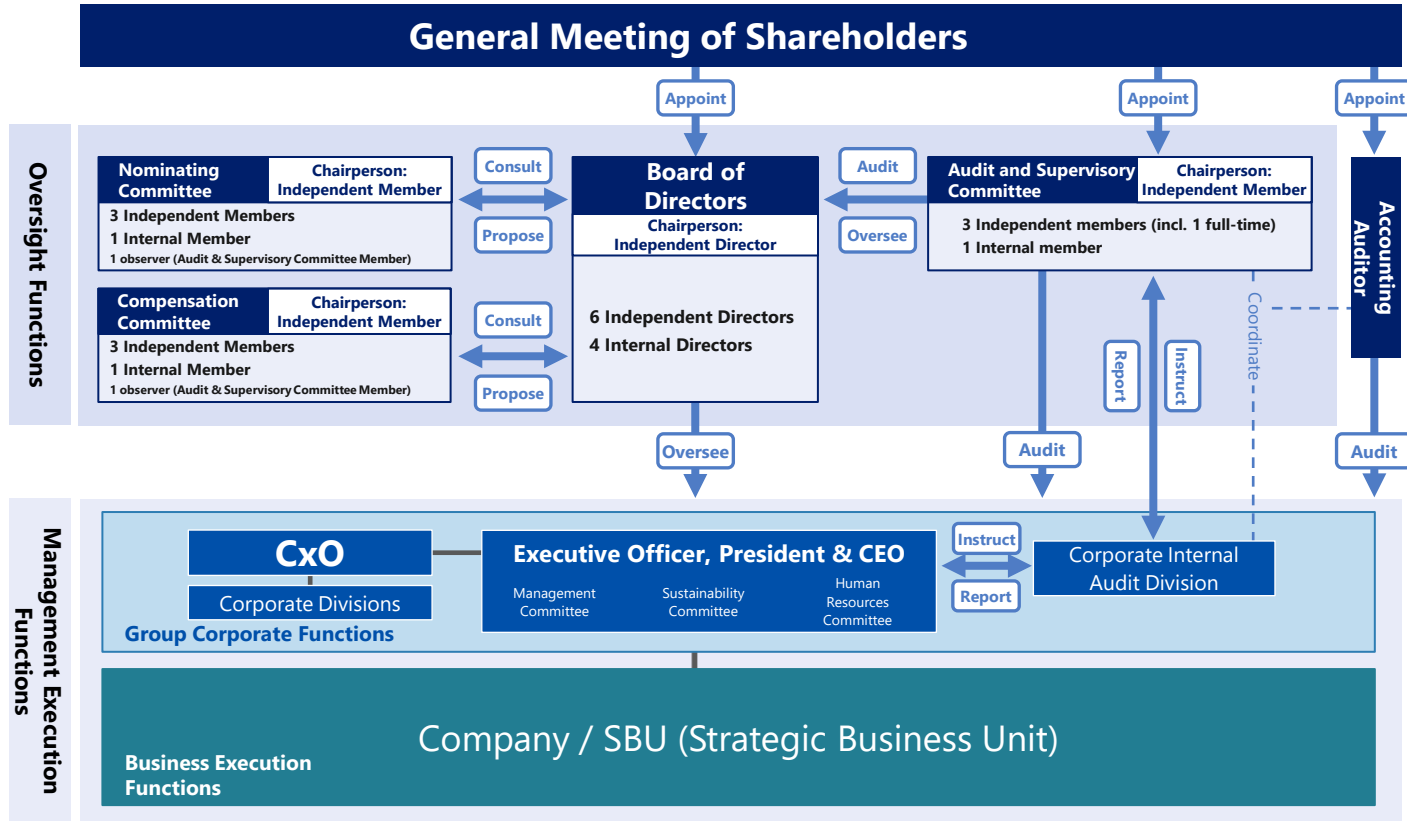 General Meeting of Shareholders
Appoint
Appoint
Appoint
Oversight Functions
Nominating
Committee
Chairperson:
Independent Member
3 Independent Members
1 Internal Member
1 observer (Audit & Supervisory Committee Member)
Consult
Propose
Board of
Directors
Chairperson:
Independent Director
6 Independent Directors
4 Internal Directors
Audit
Oversee
Audit and Supervisory
Committee
Chairperson:
Independent Member
3 Independent members (incl. 1 full-time)
1 Internal member
Accounting
Auditor
Compensation
Committee
Chairperson:
Independent Member
3 Independent Members
1 Internal Member
1 observer (Audit & Supervisory Committee Member)
Consult
Propose
Report
Instruct
Coordinate
Oversee
Audit
Audit
Management Execution
Functions
CxO
Corporate Divisions
Group Corporate Functions
Executive Officer, President & CEO
Management
Committee
Sustainability
Committee
Human
Resources
Committee
Instruct
Report
Corporate Internal
Audit Division
Company / SBU (Strategic Business Unit)
Business Execution
Functions